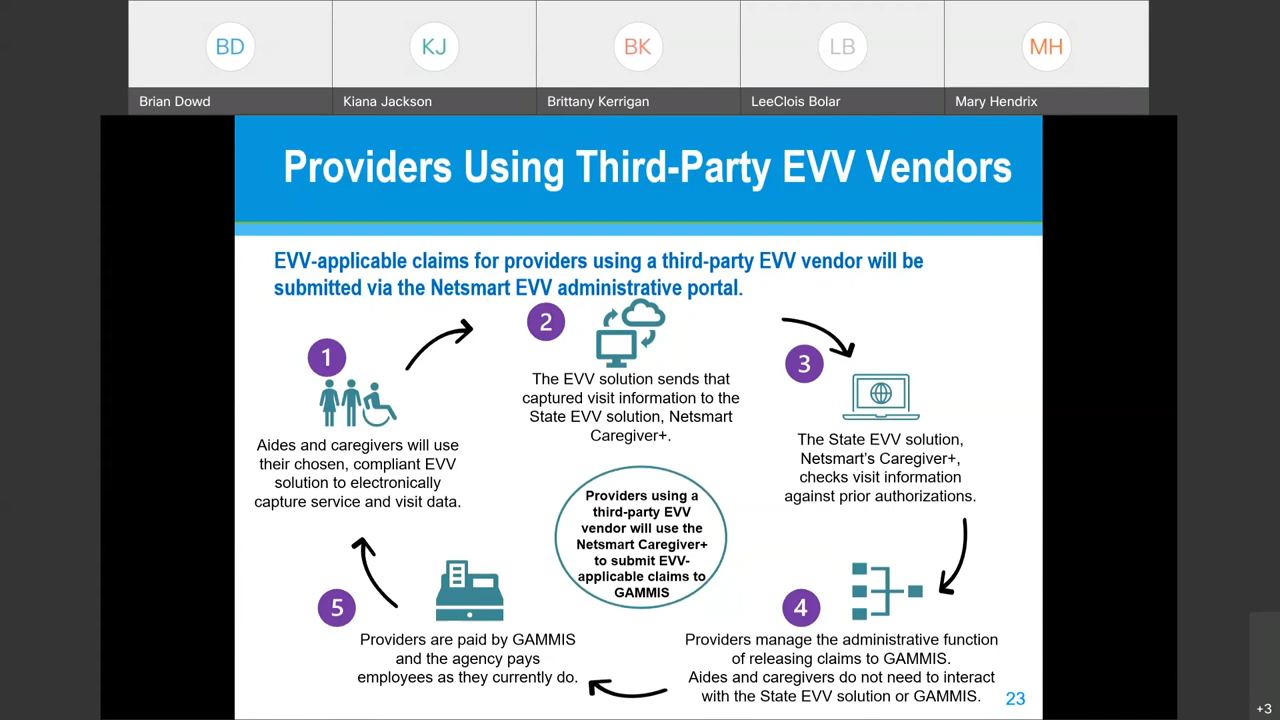 BD
KJ
BK
LB
MH
Brian Dowd
Kiana Jackson
Brittany Kerrigan
LeeClois Bolar
Mary Hendrix
Providers Using Third-Party EVV Vendors
EVV-applicable claims for providers using a third-party EVV vendor will be
submitted via the Netsmart EVV administrative portal.
1
Aides and caregivers will use
their chosen, compliant EVV
solution to electronically
capture service and visit data.
2
The EVV solution sends that
captured visit information to the
State EVV solution, Netsmart
Caregiver+.
3
The State EVV solution,
Netsmart's Caregiver+,
checks visit information
against prior authorizations.
Providers using a
third-party EVV
vendor will use the
Netsmart Caregiver+
to submit EVV-
applicable claims to
GAMMIS
4
Providers manage the administrative function
of releasing claims to GAMMIS.
Aides and caregivers do not need to interact
with the State EVV solution or GAMMIS.
5
Providers are paid by GAMMIS
and the agency pays
employees as they currently do.
23
+3